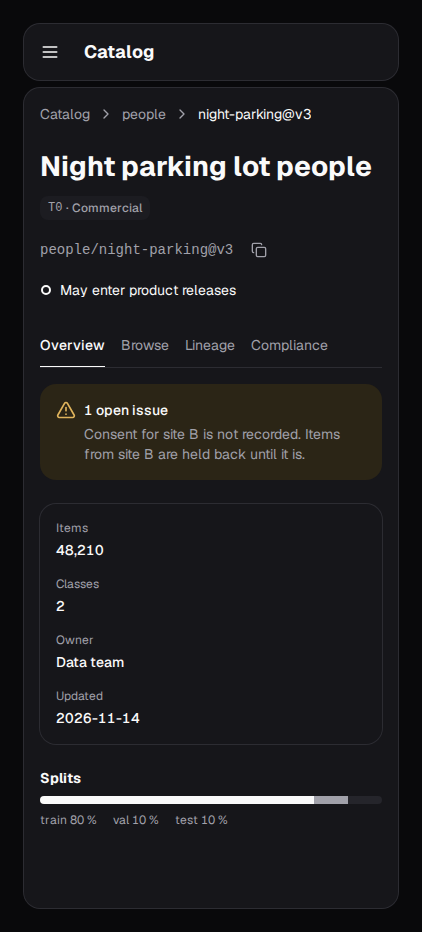 Catalog
Catalog > people > night-parking@v3
Night parking lot people
T0 · Commercial
people/night-parking@v3
May enter product releases
Overview Browse Lineage Compliance
1 open issue
Consent for site B is not recorded. Items
from site B are held back until it is.
Items
48,210
Classes
2
Owner
Data team
Updated
2026-11-14
Splits
train 80 % val 10 % test 10 %